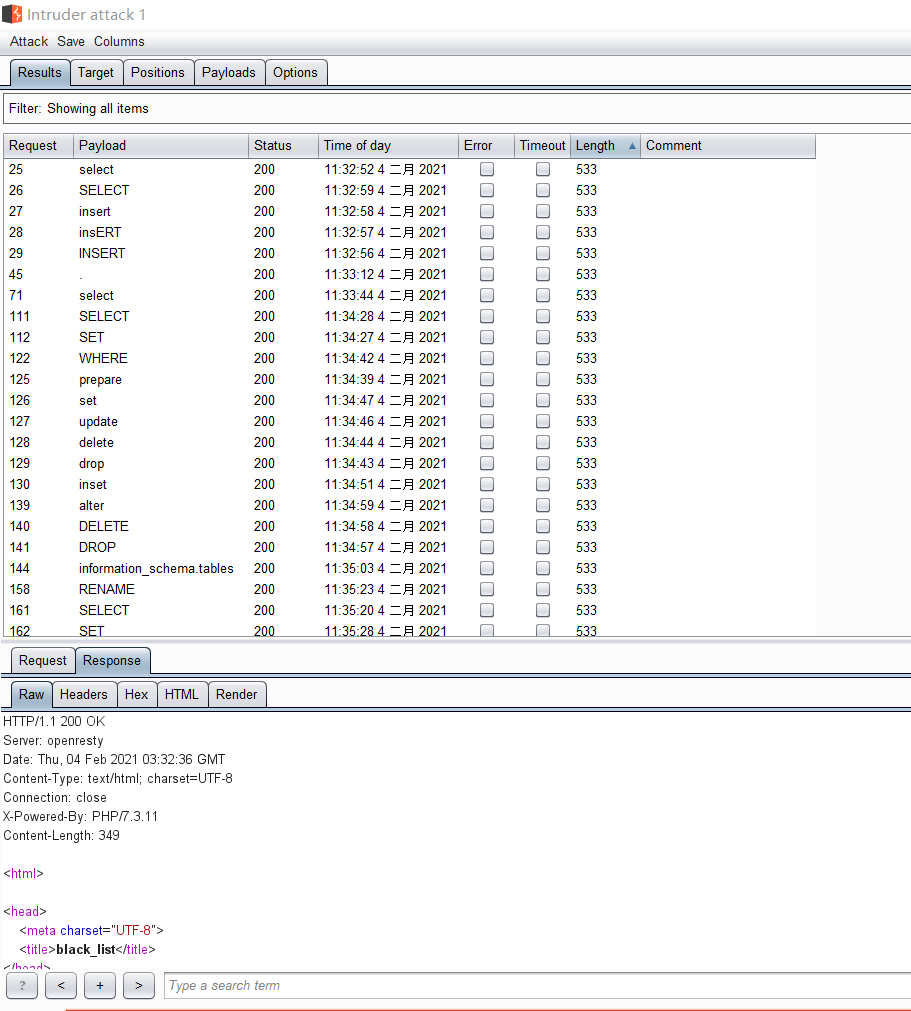 Intruder attack 1
Attack Save Columns
Results Target Positions Payloads Options
Filter: Showing all items
Request Payload Status Time of day Error Timeout Length Comment
25 select 200 11:32:52 4 二月 2021 533
26 SELECT 200 11:32:59 4 二月 2021 533
27 insert 200 11:32:58 4 二月 2021 533
28 insERT 200 11:32:57 4 二月 2021 533
29 INSERT 200 11:32:56 4 二月 2021 533
45 . 200 11:33:12 4 二月 2021 533
71 select 200 11:33:44 4 二月 2021 533
111 SELECT 200 11:34:28 4 二月 2021 533
112 SET 200 11:34:27 4 二月 2021 533
122 WHERE 200 11:34:42 4 二月 2021 533
125 prepare 200 11:34:39 4 二月 2021 533
126 set 200 11:34:47 4 二月 2021 533
127 update 200 11:34:46 4 二月 2021 533
128 delete 200 11:34:44 4 二月 2021 533
129 drop 200 11:34:43 4 二月 2021 533
130 inset 200 11:34:51 4 二月 2021 533
139 alter 200 11:34:59 4 二月 2021 533
140 DELETE 200 11:34:58 4 二月 2021 533
141 DROP 200 11:34:57 4 二月 2021 533
144 information_schema.tables 200 11:35:03 4 二月 2021 533
158 RENAME 200 11:35:23 4 二月 2021 533
161 SELECT 200 11:35:20 4 二月 2021 533
162 SET 200 11:35:28 4 二月 2021 533
Request Response
Raw Headers Hex HTML Render
HTTP/1.1 200 OK
Server: openresty
Date: Thu, 04 Feb 2021 03:32:36 GMT
Content-Type: text/html; charset=UTF-8
Connection: close
X-Powered-By: PHP/7.3.11
Content-Length: 349
<html>
<head>
<meta charset="UTF-8">
<title>black_list</title>
</head>
? < + > Type a search term